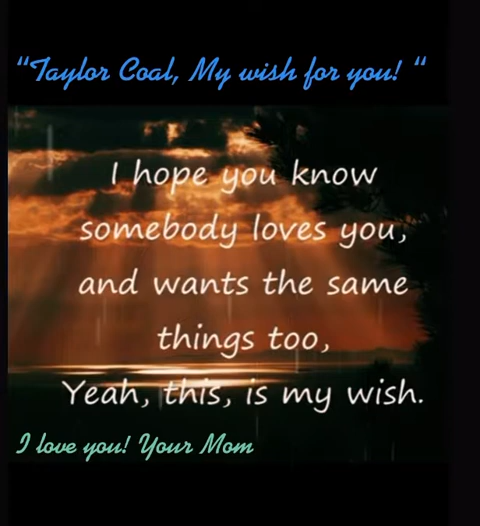 “Taylor Coal, My wish for you! “
I hope you know
somebody loves you,
and wants the same
things too,
Yeah, this, is my wish.
I love you! Your Mom